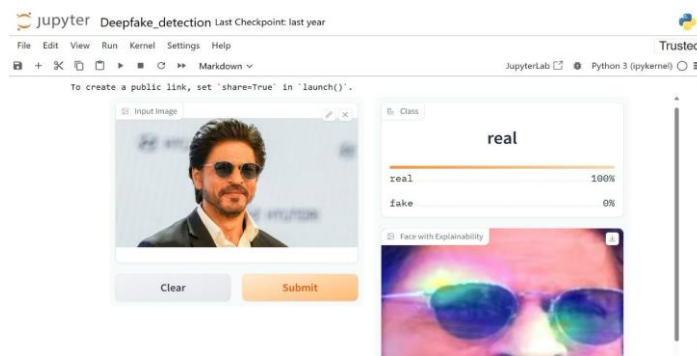 jupyter Deepfake_detection Last Checkpoint: last year
File Edit View Run Kernel Settings Help Trusted
Markdown JupyterLab Python 3 (ipykernel)
To create a public link, set `share=True` in `launch()`.
Input Image
Class
real
real 100%
fake 0%
Face with Explainability
Clear Submit